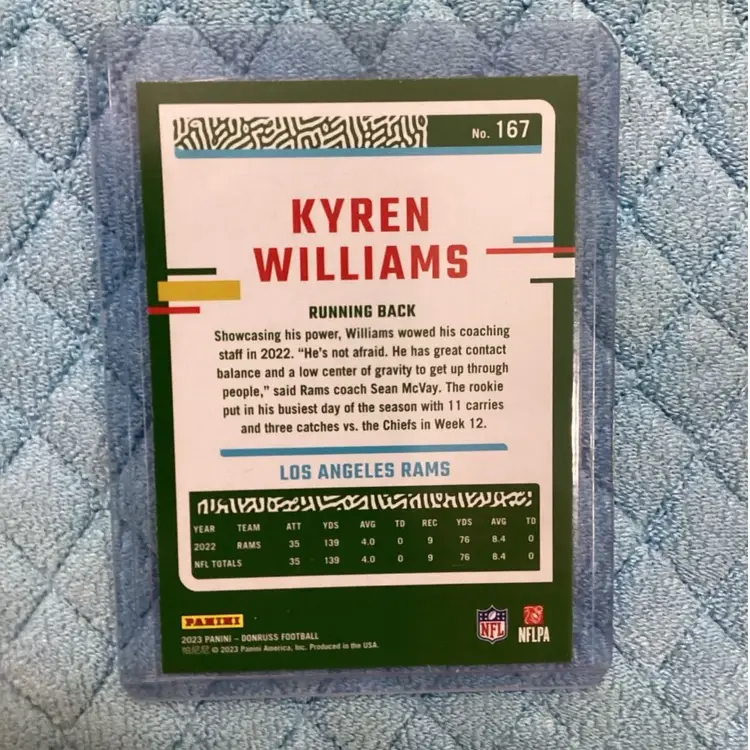 No. 167
KYREN
WILLIAMS
RUNNING BACK
Showcasing his power, Williams wowed his coaching
staff in 2022. “He's not afraid. He has great contact
balance and a low center of gravity to get up through
people,” said Rams coach Sean McVay. The rookie
put in his busiest day of the season with 11 carries
and three catches vs. the Chiefs in Week 12.
LOS ANGELES RAMS
YEAR TEAM ATT YDS AVG TD REC YDS AVG TD
2022 RAMS 35 139 4.0 0 9 76 8.4 0
NFL TOTALS 35 139 4.0 0 9 76 8.4 0
PANINI
2023 PANINI – DONRUSS FOOTBALL
© 2023 Panini America, Inc. Produced in the USA.
NFL
NFLPA